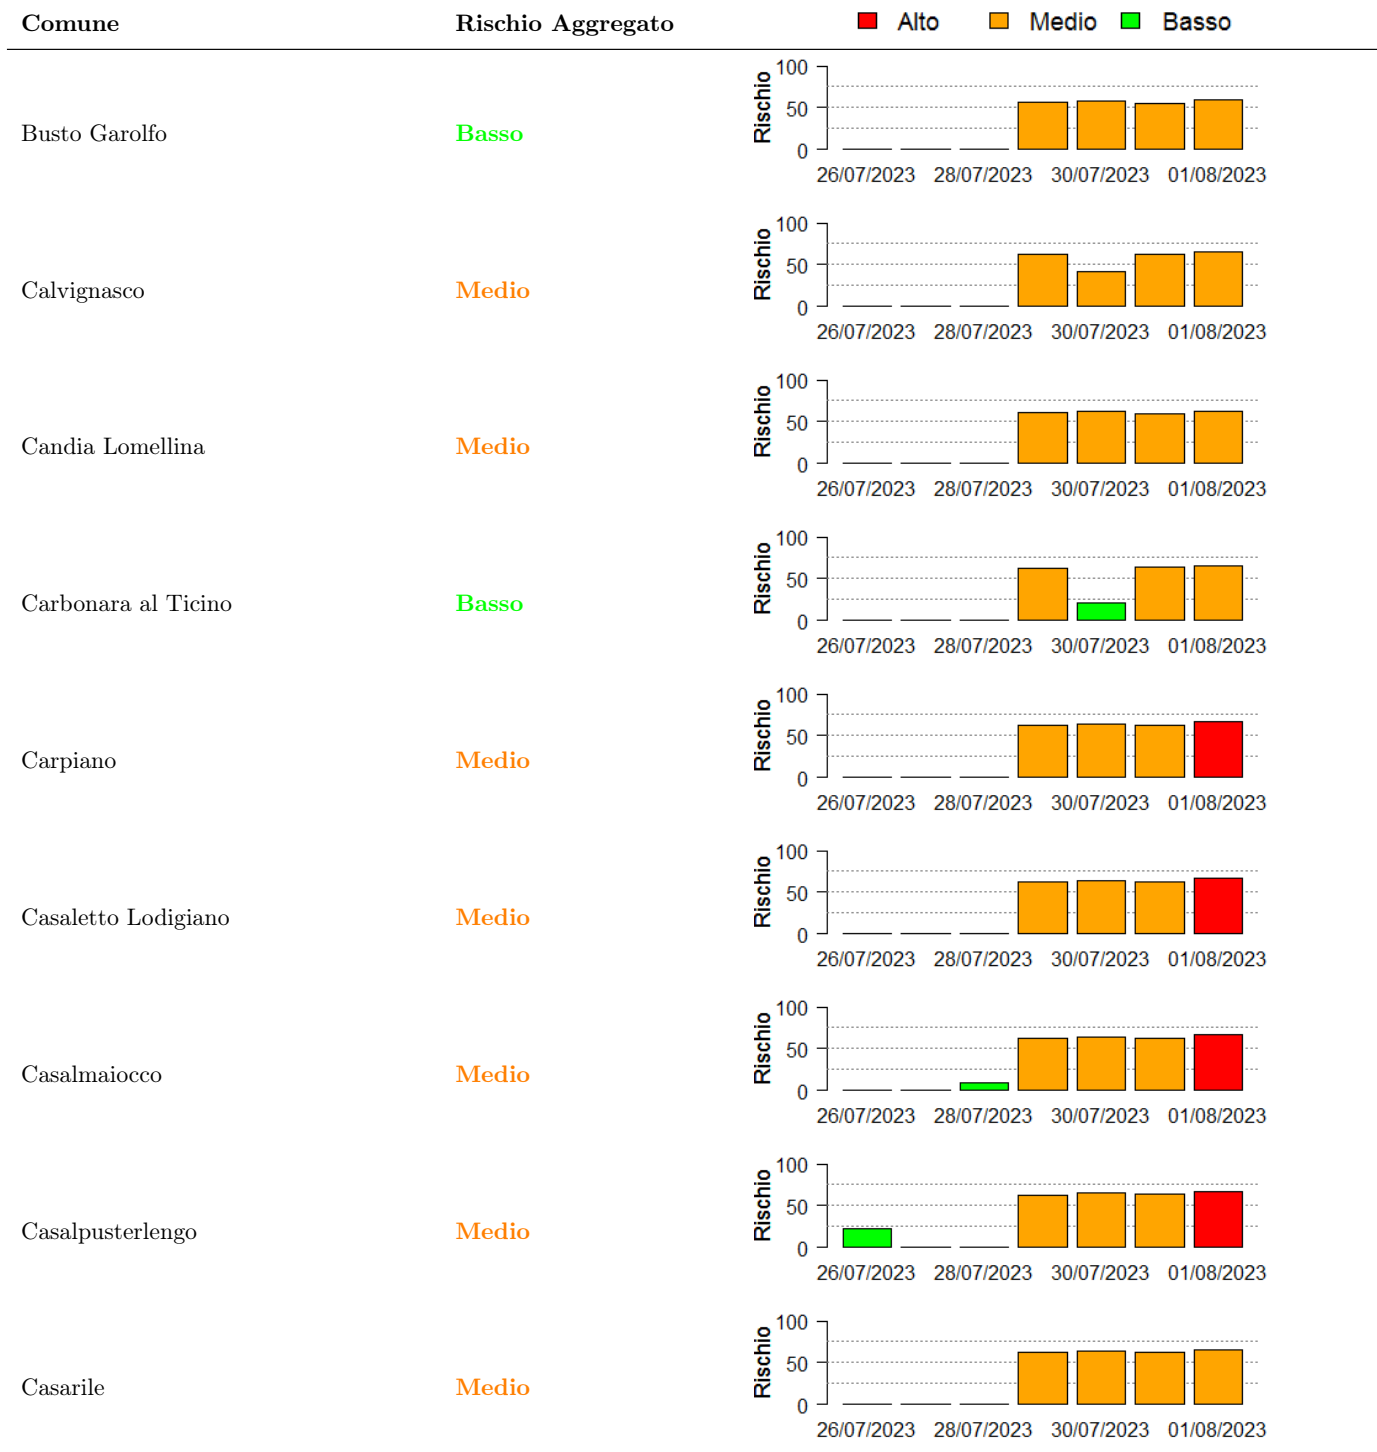 Comune Rischio Aggregato Alto Medio Basso
Busto Garolfo Basso
Rischio
100
50
0
26/07/2023 28/07/2023 30/07/2023 01/08/2023
Calvignasco Medio
Rischio
100
50
0
26/07/2023 28/07/2023 30/07/2023 01/08/2023
Candia Lomellina Medio
Rischio
100
50
0
26/07/2023 28/07/2023 30/07/2023 01/08/2023
Carbonara al Ticino Basso
Rischio
100
50
0
26/07/2023 28/07/2023 30/07/2023 01/08/2023
Carpiano Medio
Rischio
100
50
0
26/07/2023 28/07/2023 30/07/2023 01/08/2023
Casaletto Lodigiano Medio
Rischio
100
50
0
26/07/2023 28/07/2023 30/07/2023 01/08/2023
Casalmaiocco Medio
Rischio
100
50
0
26/07/2023 28/07/2023 30/07/2023 01/08/2023
Casalpusterlengo Medio
Rischio
100
50
0
26/07/2023 28/07/2023 30/07/2023 01/08/2023
Casarile Medio
Rischio
100
50
0
26/07/2023 28/07/2023 30/07/2023 01/08/2023